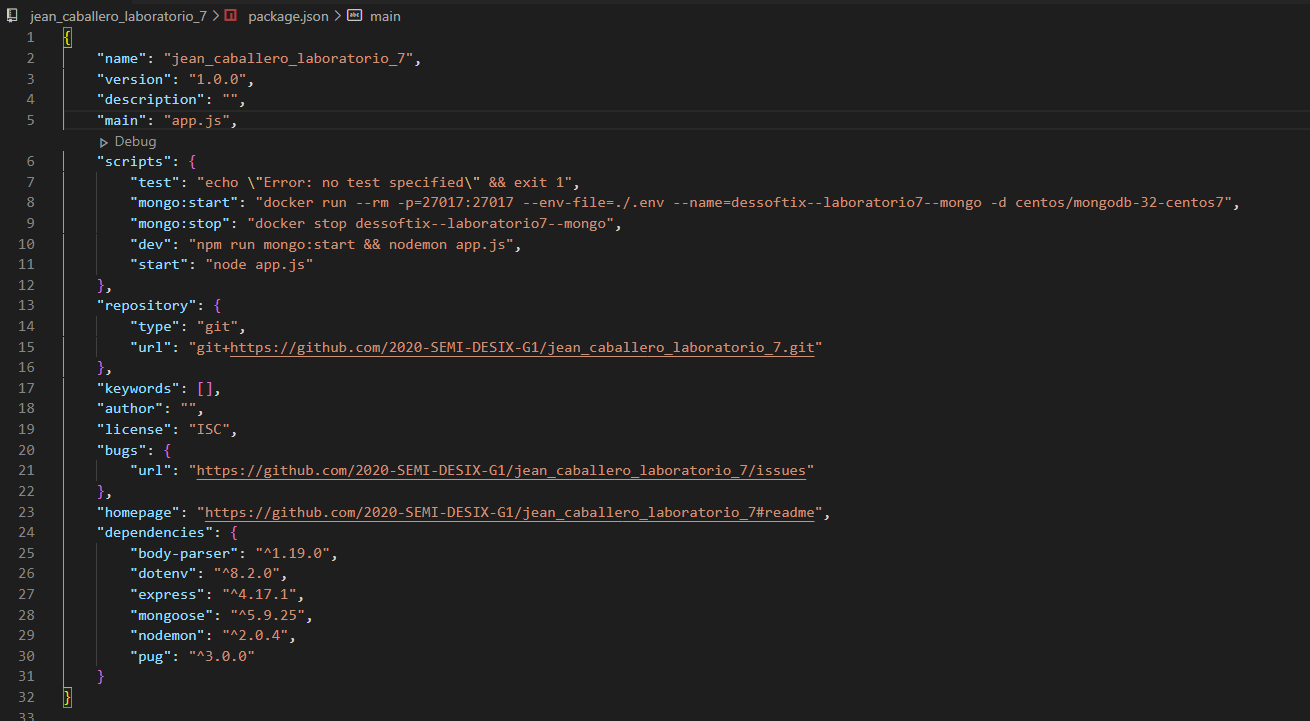 jean_caballero_laboratorio_7 > package.json > main
1 {
2 "name": "jean_caballero_laboratorio_7",
3 "version": "1.0.0",
4 "description": "",
5 "main": "app.js",
Debug
6 "scripts": {
7 "test": "echo \"Error: no test specified\" && exit 1",
8 "mongo:start": "docker run --rm -p=27017:27017 --env-file=./.env --name=dessoftix--laboratorio7--mongo -d centos/mongodb-32-centos7",
9 "mongo:stop": "docker stop dessoftix--laboratorio7--mongo",
10 "dev": "npm run mongo:start && nodemon app.js",
11 "start": "node app.js"
12 },
13 "repository": {
14 "type": "git",
15 "url": "git+https://github.com/2020-SEMI-DESIX-G1/jean_caballero_laboratorio_7.git"
16 },
17 "keywords": [],
18 "author": "",
19 "license": "ISC",
20 "bugs": {
21 "url": "https://github.com/2020-SEMI-DESIX-G1/jean_caballero_laboratorio_7/issues"
22 },
23 "homepage": "https://github.com/2020-SEMI-DESIX-G1/jean_caballero_laboratorio_7#readme",
24 "dependencies": {
25 "body-parser": "^1.19.0",
26 "dotenv": "^8.2.0",
27 "express": "^4.17.1",
28 "mongoose": "^5.9.25",
29 "nodemon": "^2.0.4",
30 "pug": "^3.0.0"
31 }
32 }
33